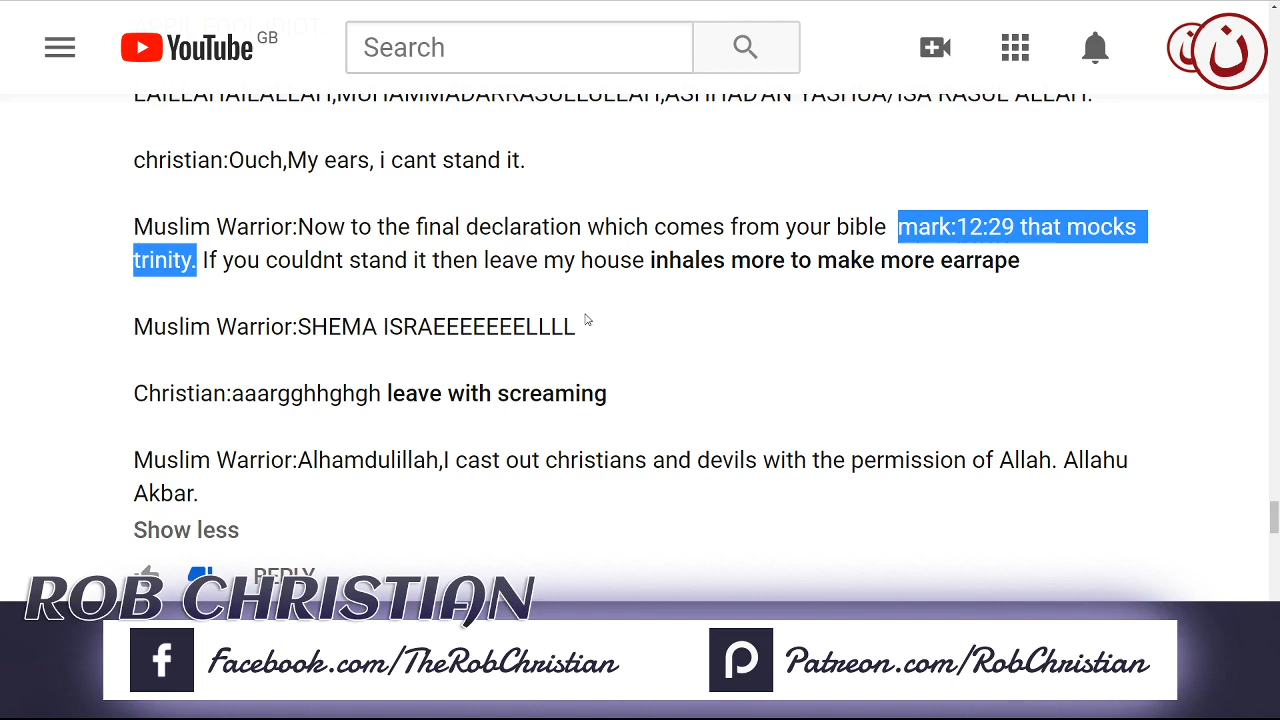 APRIL FOOL IDIOT.
YouTube GB
Search
LAILLAHAILALLAH,MUHAMMADARRASULLULLAH,ASHHAD'AN YASHUA/ISA RASUL ALLAH.
christian:Ouch,My ears, i cant stand it.
Muslim Warrior:Now to the final declaration which comes from your bible mark:12:29 that mocks
trinity. If you couldnt stand it then leave my house inhales more to make more earrape
Muslim Warrior:SHEMA ISRAEEEEEEELLLL
Christian:aaargghhghgh leave with screaming
Muslim Warrior:Alhamdulillah,I cast out christians and devils with the permission of Allah. Allahu
Akbar.
Show less
REPLY
ROB CHRISTIAN
Facebook.com/TheRobChristian
Patreon.com/RobChristian
ن
ن